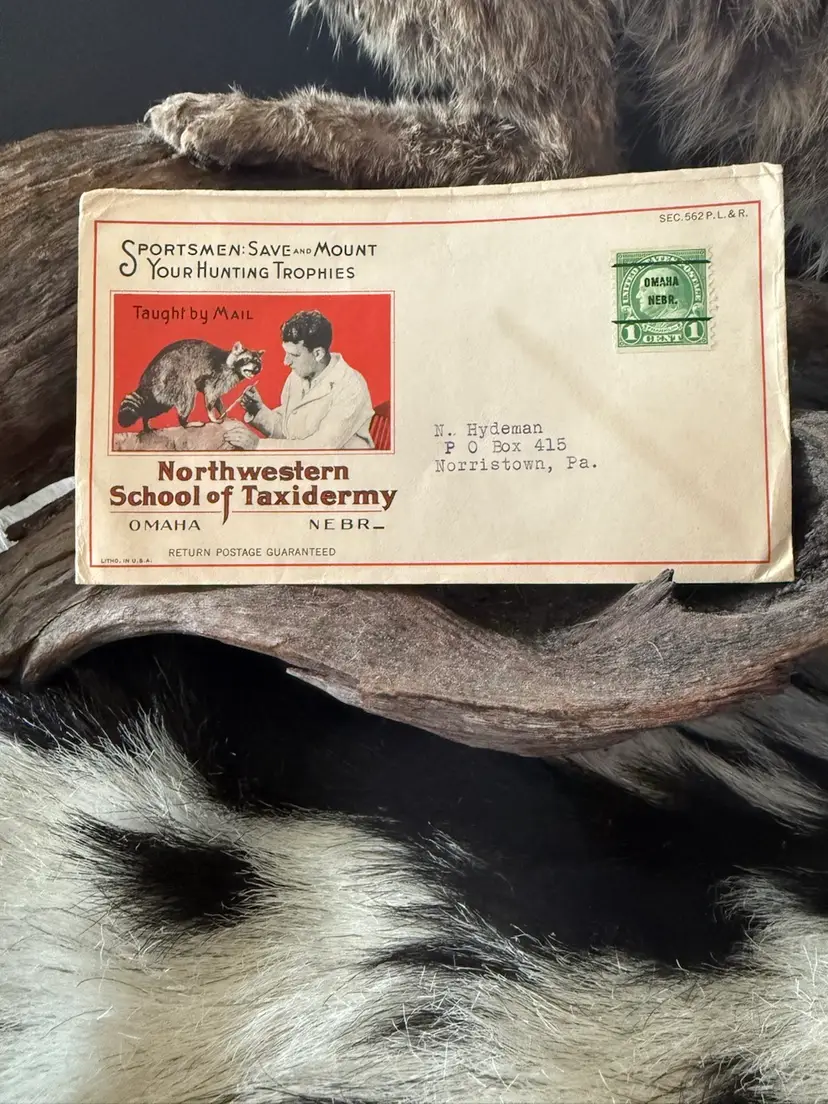 SEC. 562 P. L. & R.
SPORTSMEN: SAVE AND MOUNT
YOUR HUNTING TROPHIES
UNITED STATES POSTAGE
OMAHA
NEBR.
1 1
CENT
Taught by MAIL
N. Hydeman
P O Box 415
Norristown, Pa.
Northwestern
School of Taxidermy
OMAHA NEBR_
RETURN POSTAGE GUARANTEED
LITHO. IN U.S.A.